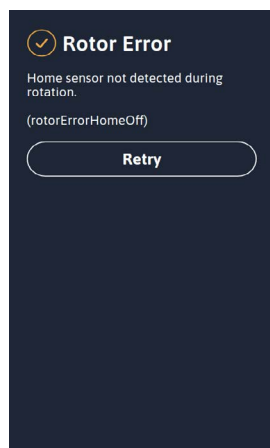 Rotor Error
Home sensor not detected during
rotation.
(rotorErrorHomeOff)
Retry